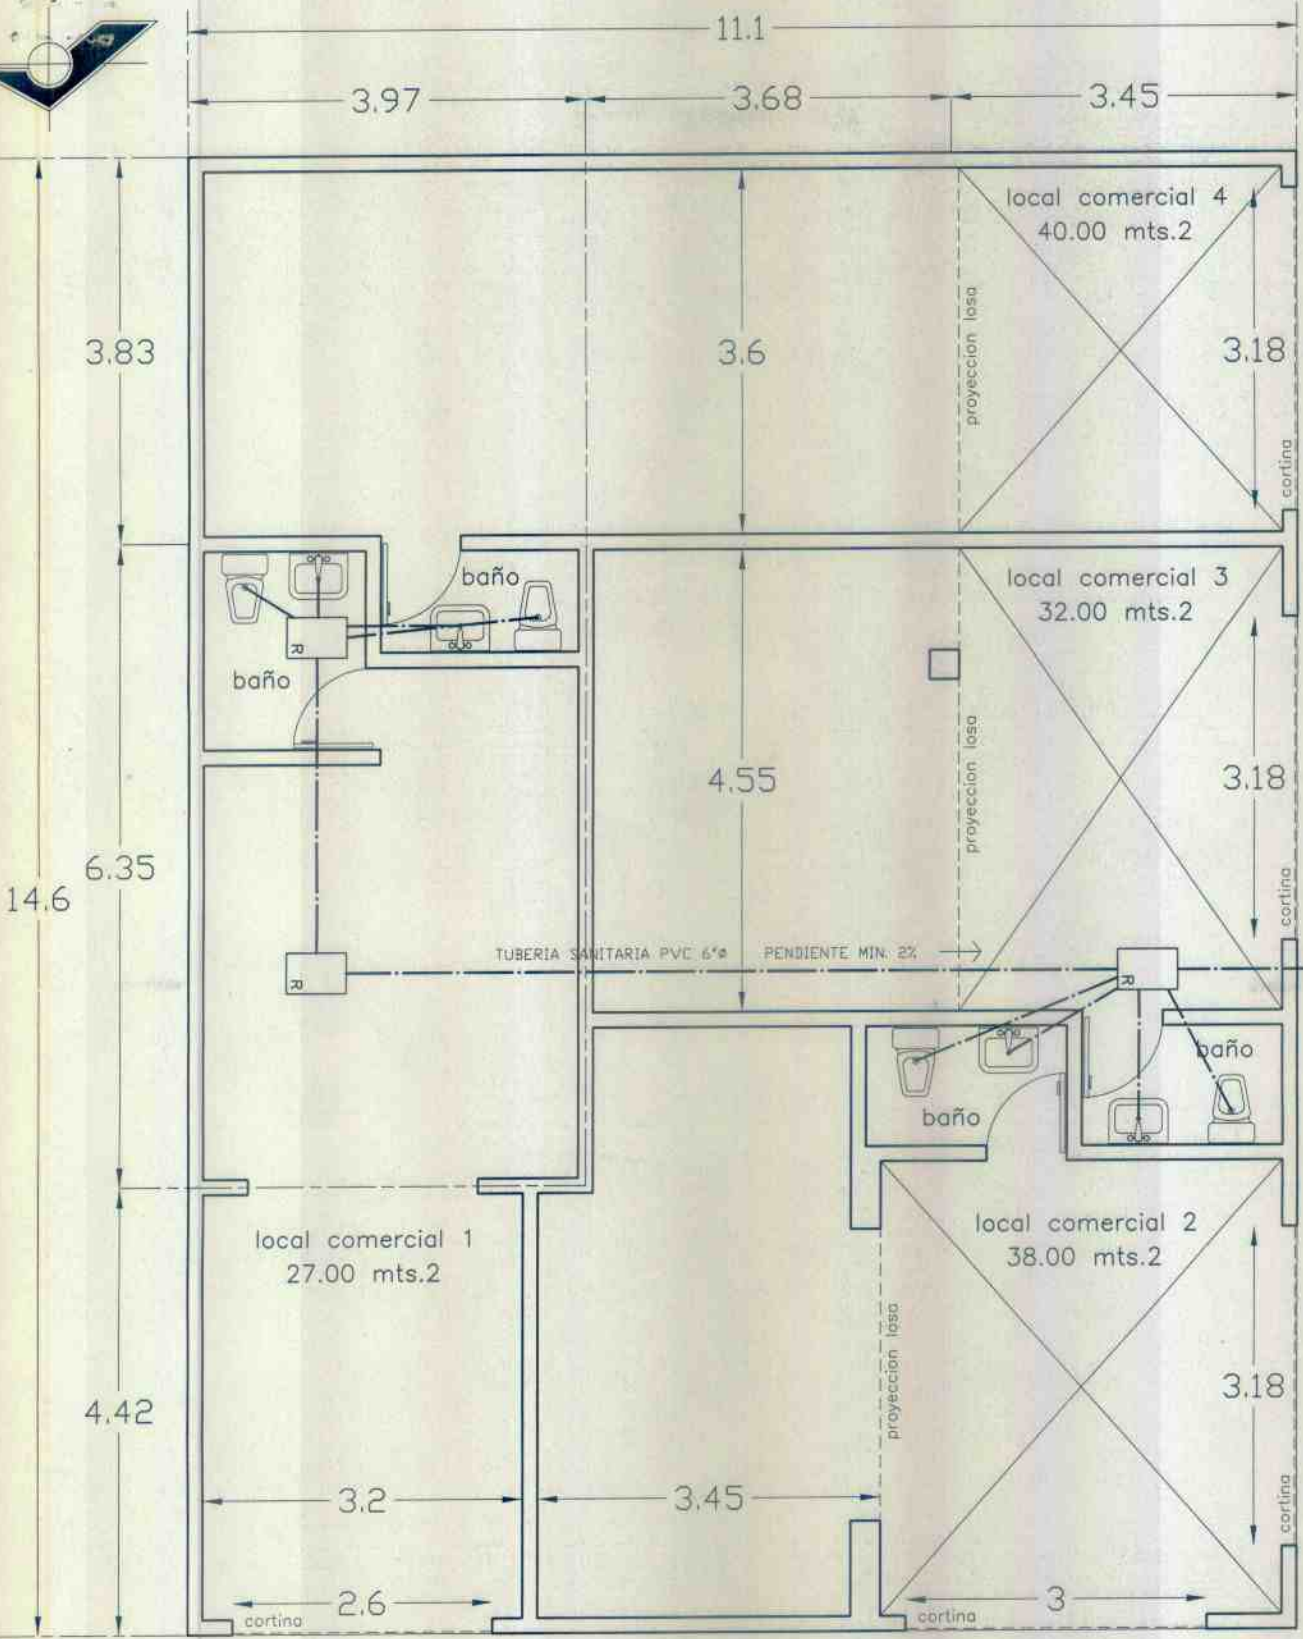 11.1
3.97
3.68
3.45
local comercial 4
40.00 mts.2
3.83
3.6
proyeccion losa
3.18
cortina
baño
baño
local comercial 3
32.00 mts.2
4.55
proyeccion losa
3.18
R
6.35
14.6
cortina
TUBERIA SANITARIA PVC 6"ø PENDIENTE MIN. 2%
R
R
baño
baño
local comercial 1
27.00 mts.2
local comercial 2
38.00 mts.2
proyeccion losa
4.42
3.18
3.2
3.45
cortina
2.6
cortina
3
cortina